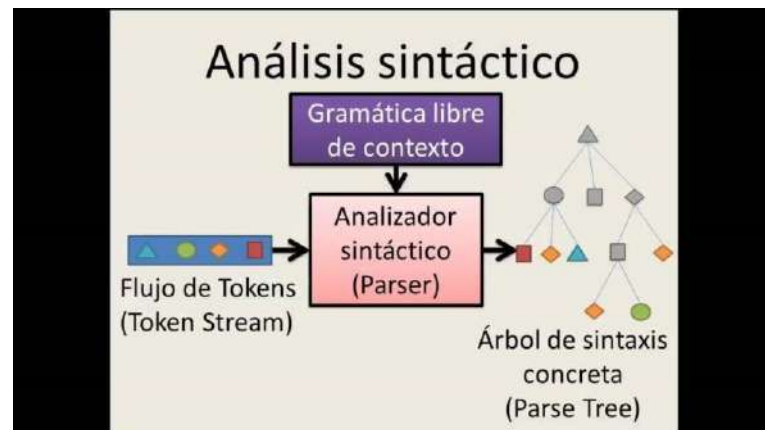 Análisis sintáctico
Gramática libre
de contexto
Analizador
sintáctico
(Parser)
Flujo de Tokens
(Token Stream)
Árbol de sintaxis
concreta
(Parse Tree)